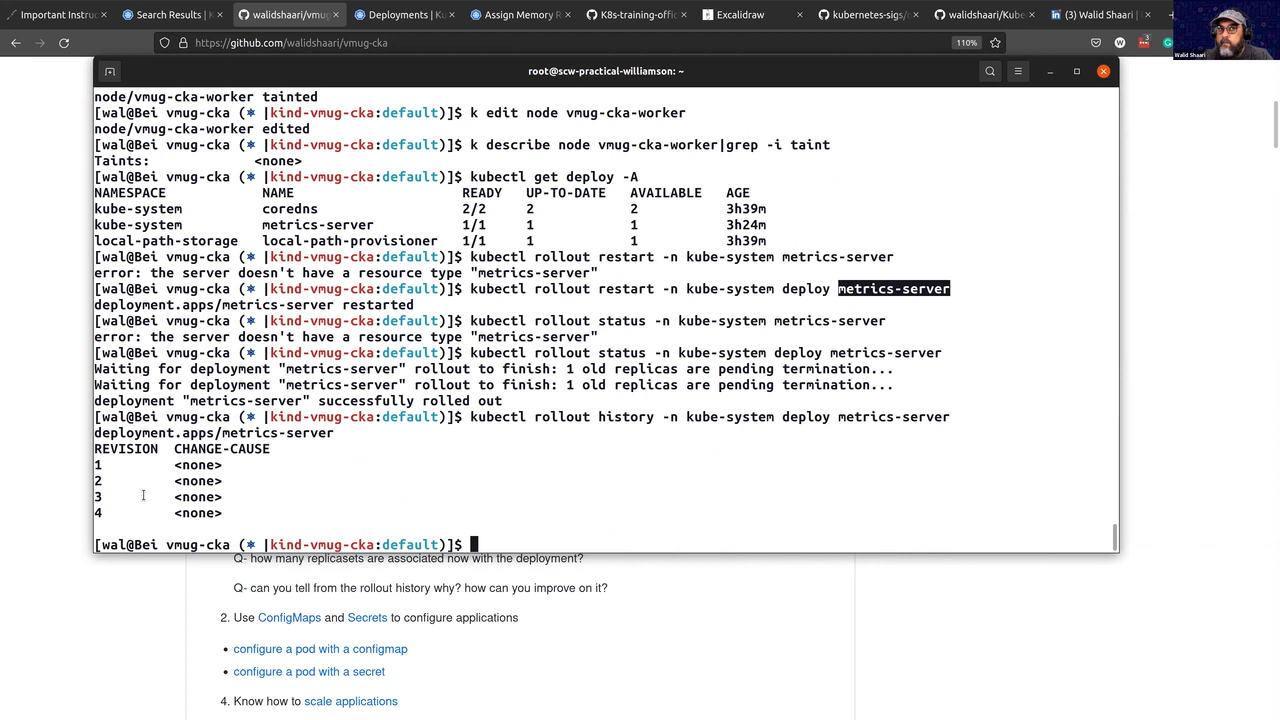 Important Instruc
Search Results | K
walidshaari/vmug
Deployments | Ku
Assign Memory R
K8s-training-offic
Excalidraw
kubernetes-sigs/
walidshaari/Kube
(3) Walid Shaari |
https://github.com/walidshaari/vmug-cka
110%
Walid Shaari
root@scw-practical-williamson: ~
node/vmug-cka-worker tainted
[wal@Bei vmug-cka (⎈ |kind-vmug-cka:default)]$ k edit node vmug-cka-worker
node/vmug-cka-worker edited
[wal@Bei vmug-cka (⎈ |kind-vmug-cka:default)]$ k describe node vmug-cka-worker|grep -i taint
Taints: <none>
[wal@Bei vmug-cka (⎈ |kind-vmug-cka:default)]$ kubectl get deploy -A
NAMESPACE NAME READY UP-TO-DATE AVAILABLE AGE
kube-system coredns 2/2 2 2 3h39m
kube-system metrics-server 1/1 1 1 3h24m
local-path-storage local-path-provisioner 1/1 1 1 3h39m
[wal@Bei vmug-cka (⎈ |kind-vmug-cka:default)]$ kubectl rollout restart -n kube-system metrics-server
error: the server doesn't have a resource type "metrics-server"
[wal@Bei vmug-cka (⎈ |kind-vmug-cka:default)]$ kubectl rollout restart -n kube-system deploy metrics-server
deployment.apps/metrics-server restarted
[wal@Bei vmug-cka (⎈ |kind-vmug-cka:default)]$ kubectl rollout status -n kube-system metrics-server
error: the server doesn't have a resource type "metrics-server"
[wal@Bei vmug-cka (⎈ |kind-vmug-cka:default)]$ kubectl rollout status -n kube-system deploy metrics-server
Waiting for deployment "metrics-server" rollout to finish: 1 old replicas are pending termination...
Waiting for deployment "metrics-server" rollout to finish: 1 old replicas are pending termination...
deployment "metrics-server" successfully rolled out
[wal@Bei vmug-cka (⎈ |kind-vmug-cka:default)]$ kubectl rollout history -n kube-system deploy metrics-server
deployment.apps/metrics-server
REVISION CHANGE-CAUSE
1 <none>
2 <none>
3 <none>
4 <none>
[wal@Bei vmug-cka (⎈ |kind-vmug-cka:default)]$
Q- how many replicasets are associated now with the deployment?
Q- can you tell from the rollout history why? how can you improve on it?
2. Use ConfigMaps and Secrets to configure applications
• configure a pod with a configmap
• configure a pod with a secret
4. Know how to scale applications